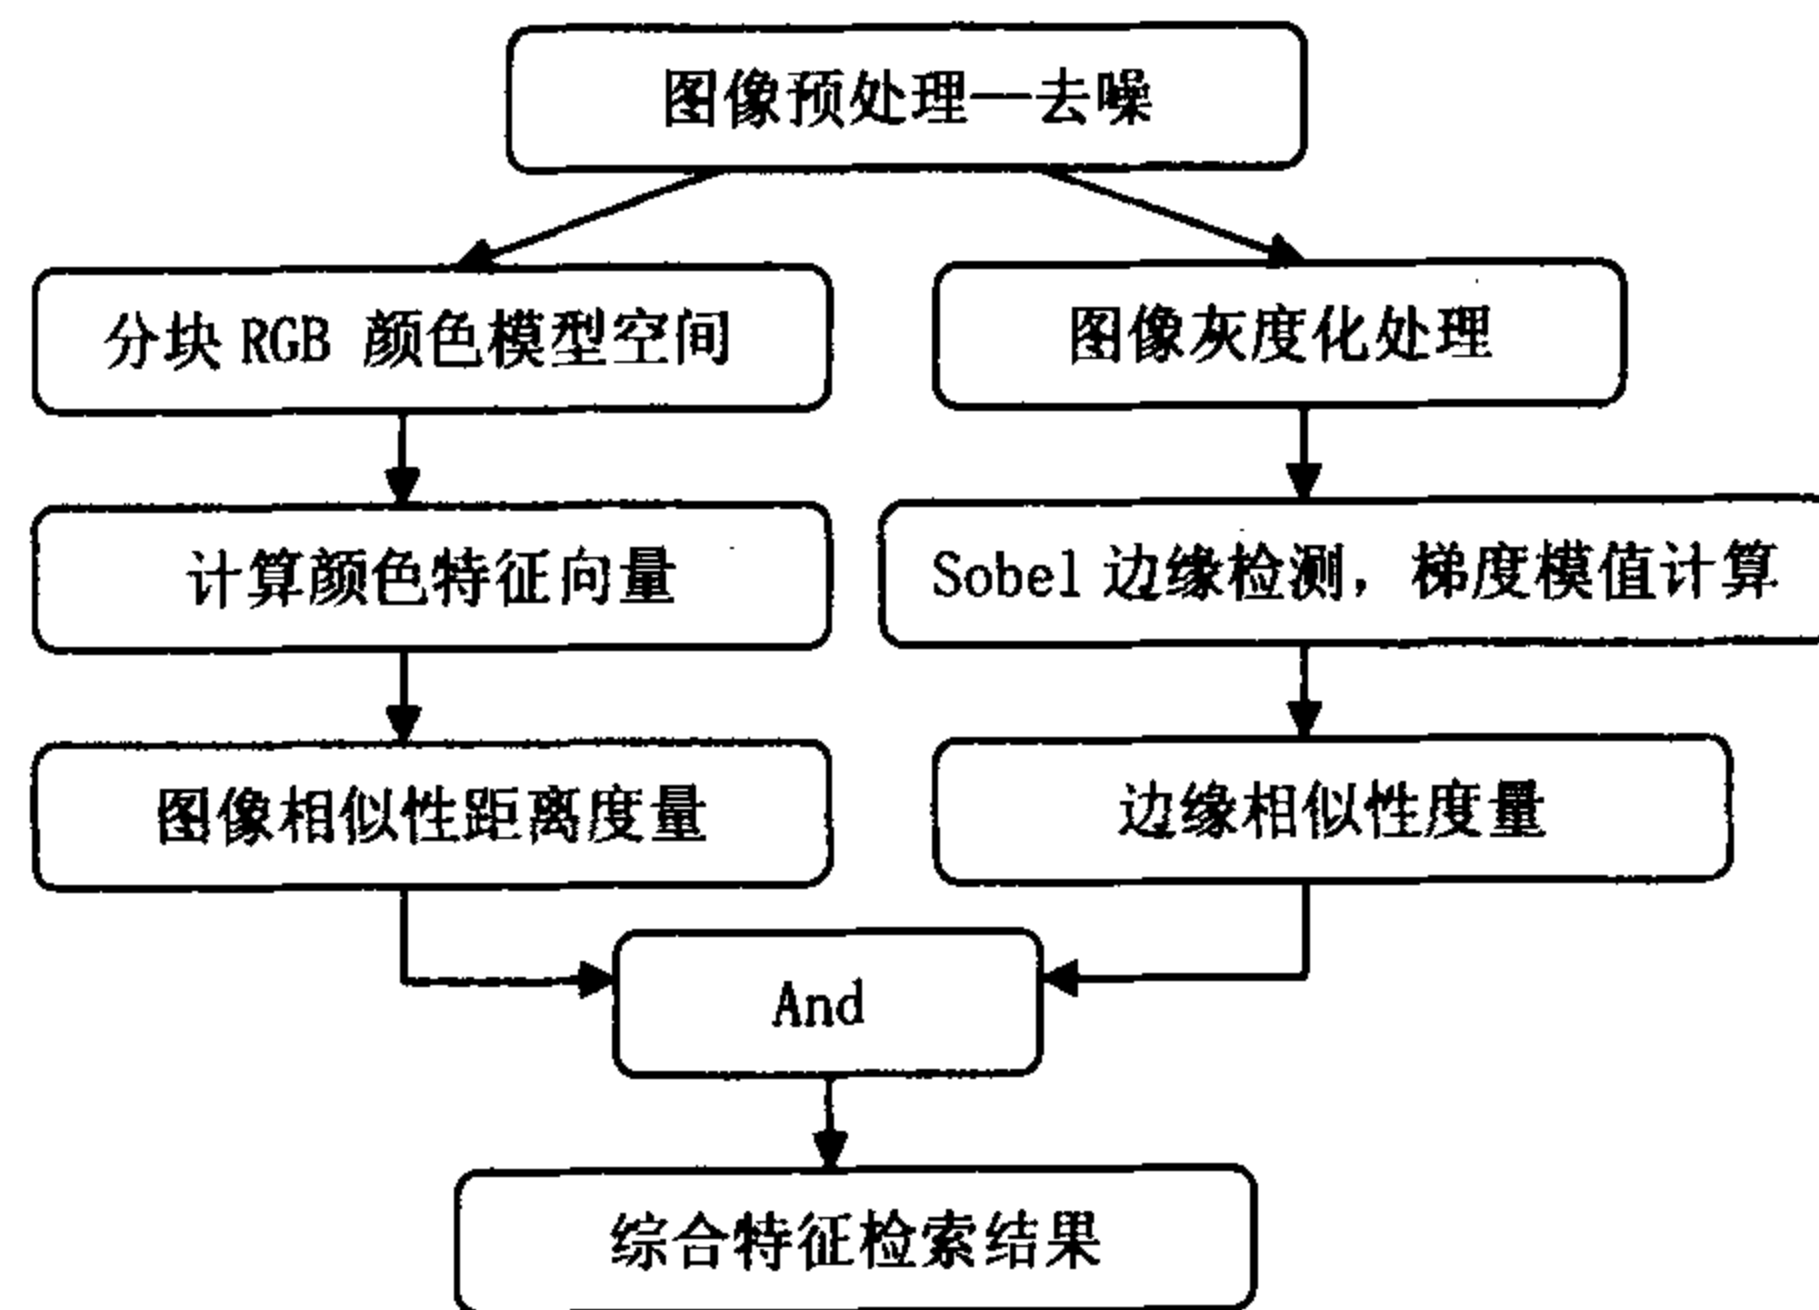 图像预处理—去噪
分块 RGB 颜色模型空间
图像灰度化处理
计算颜色特征向量
Sobel 边缘检测，梯度模值计算
图像相似性距离度量
边缘相似性度量
And
综合特征检索结果